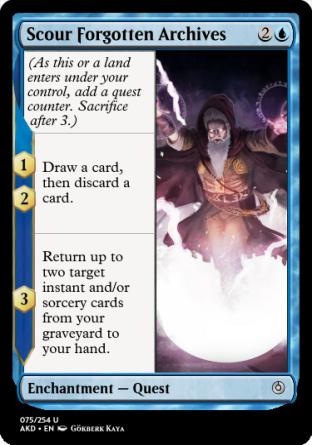 Scour Forgotten Archives 2
(As this or a land
enters under your
control, add a quest
counter. Sacrifice
after 3.)
1
2
Draw a card,
then discard a
card.
3
Return up to
two target
instant and/or
sorcery cards
from your
graveyard to
your hand.
Enchantment — Quest
075/254 U
AKD • EN Gökberk Kaya